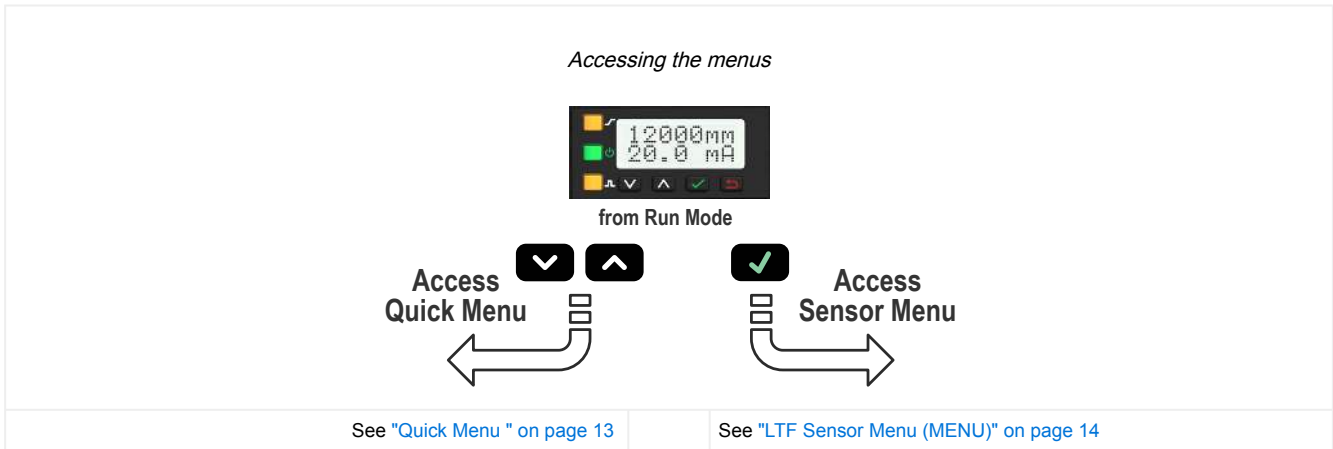 Accessing the menus
12000mm
20.0 mA
from Run Mode
Access
Quick Menu
Access
Sensor Menu
See "Quick Menu " on page 13
See "LTF Sensor Menu (MENU)" on page 14